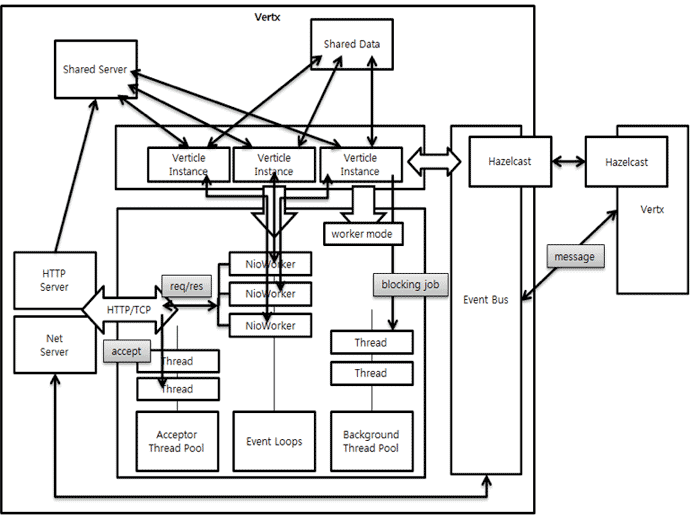 Vertx
Shared Data
Shared Server
Verticle
Instance
Verticle
Instance
Verticle
Instance
Hazelcast
Hazelcast
Vertx
worker mode
message
HTTP
Server
NioWorker
req/res
NioWorker
blocking job
HTTP/TCP
NioWorker
Event Bus
Net
Server
accept
Thread
Thread
Thread
Thread
Acceptor
Thread Pool
Event Loops
Background
Thread Pool